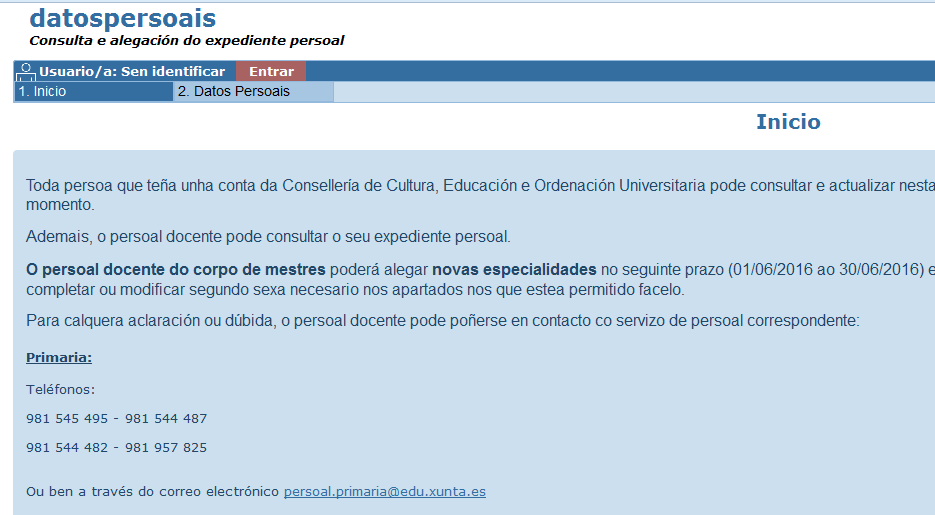 datospersoais
Consulta e alegación do expediente persoal
Usuario/a: Sen identificar Entrar
1. Inicio 2. Datos Persoais
Inicio
Toda persoa que teña unha conta da Consellería de Cultura, Educación e Ordenación Universitaria pode consultar e actualizar nesta
momento.
Ademais, o persoal docente pode consultar o seu expediente persoal.
O persoal docente do corpo de mestres poderá alegar novas especialidades no seguinte prazo (01/06/2016 ao 30/06/2016) e
completar ou modificar segundo sexa necesario nos apartados nos que estea permitido facelo.
Para calquera aclaración ou dúbida, o persoal docente pode poñerse en contacto co servizo de persoal correspondente:
Primaria:
Teléfonos:
981 545 495 - 981 544 487
981 544 482 - 981 957 825
Ou ben a través do correo electrónico persoal.primaria@edu.xunta.es